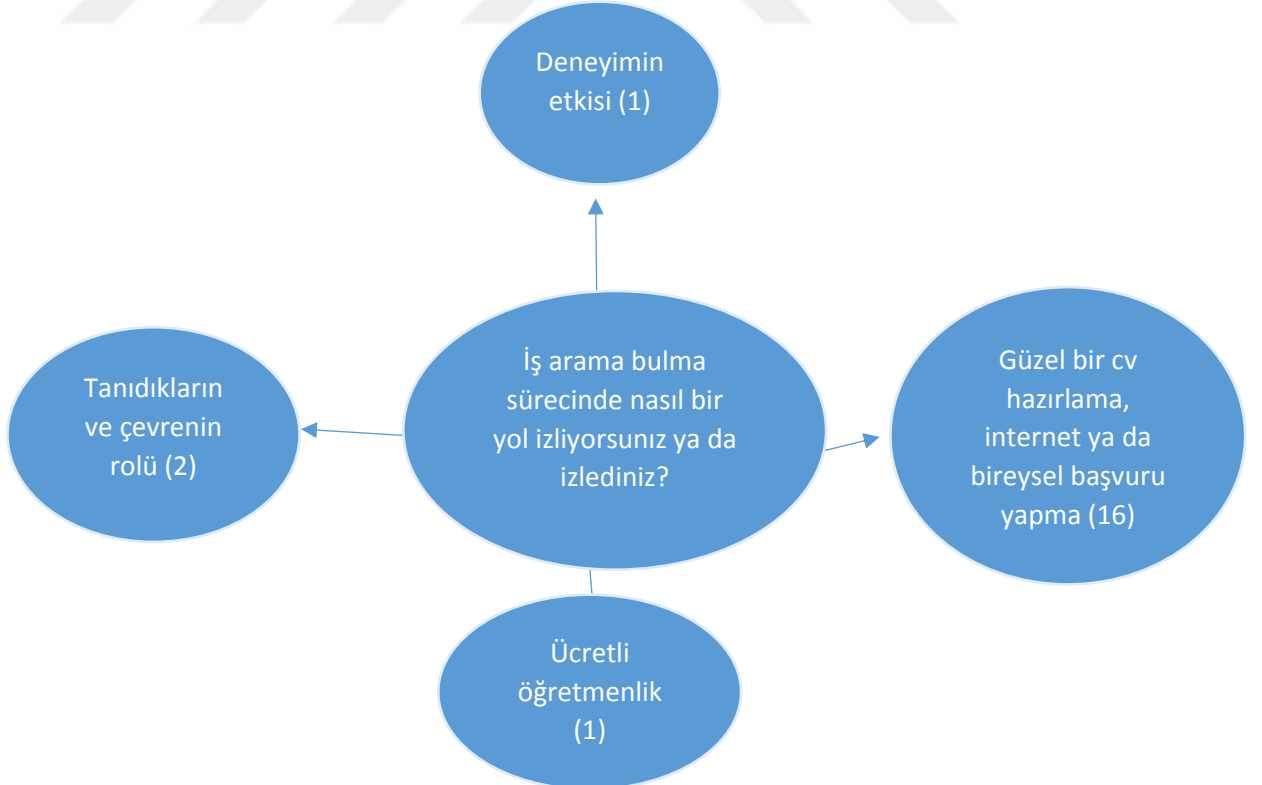 Deneyimin
etkisi (1)
İş arama bulma
sürecinde nasıl bir
yol izliyorsunız ya da
izlediniz?
Tanıdıkların
ve çevrenin
rolü (2)
Güzel bir cv
hazırlama,
internet ya da
bireysel başvuru
yapma (16)
Ücretli
öğretmenlik
(1)